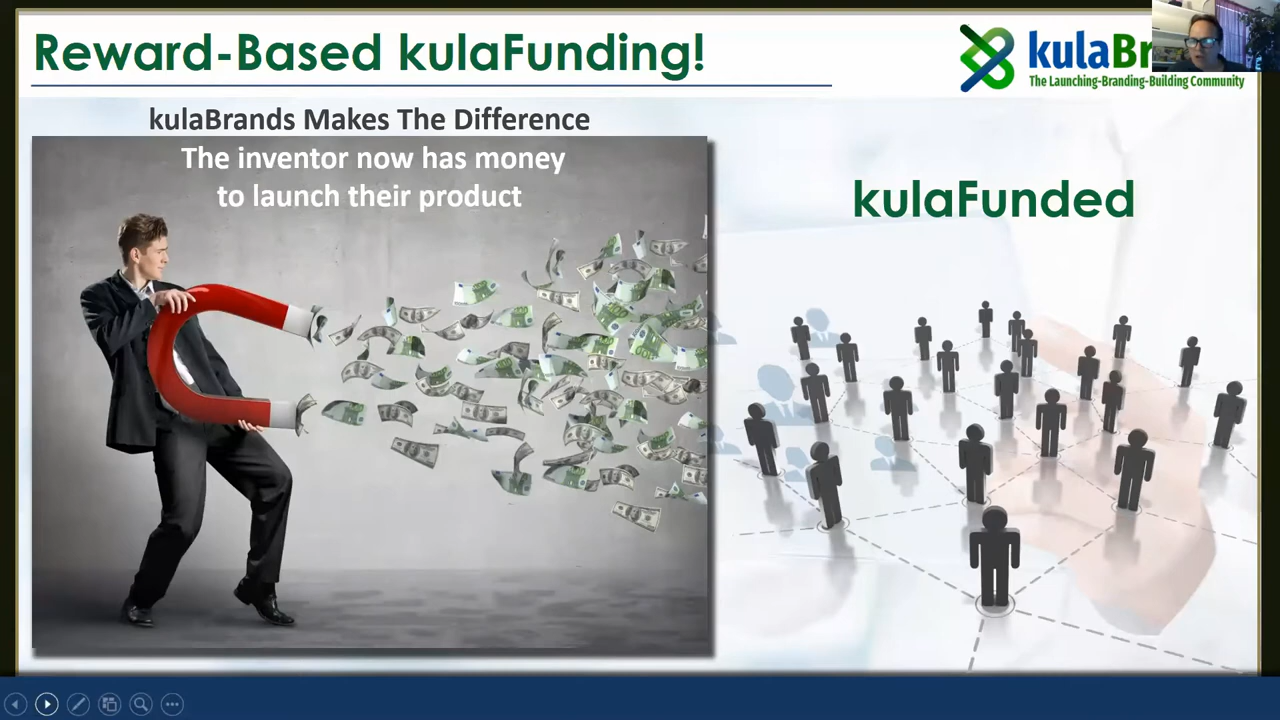 Reward-Based kulaFunding!
kulaBr
The Launching-Branding-Building Community
kulaBrands Makes The Difference
The inventor now has money
to launch their product
kulaFunded